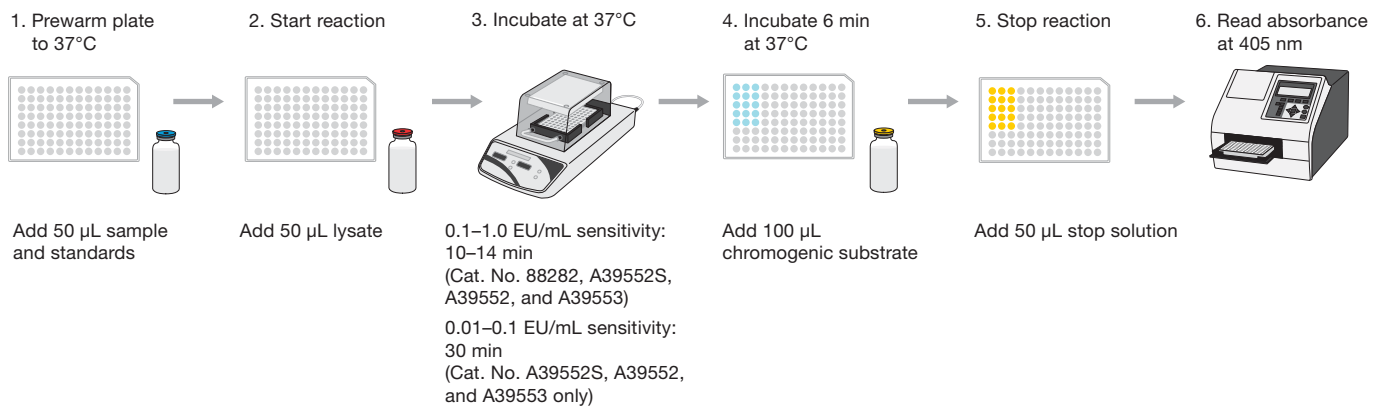 1. Prewarm plate
to 37°C
2. Start reaction
3. Incubate at 37°C
4. Incubate 6 min
at 37°C
5. Stop reaction
6. Read absorbance
at 405 nm
Add 50 µL sample
and standards
Add 50 µL lysate
0.1–1.0 EU/mL sensitivity:
10–14 min
(Cat. No. 88282, A39552S,
A39552, and A39553)
0.01–0.1 EU/mL sensitivity:
30 min
(Cat. No. A39552S, A39552,
and A39553 only)
Add 100 µL
chromogenic substrate
Add 50 µL stop solution